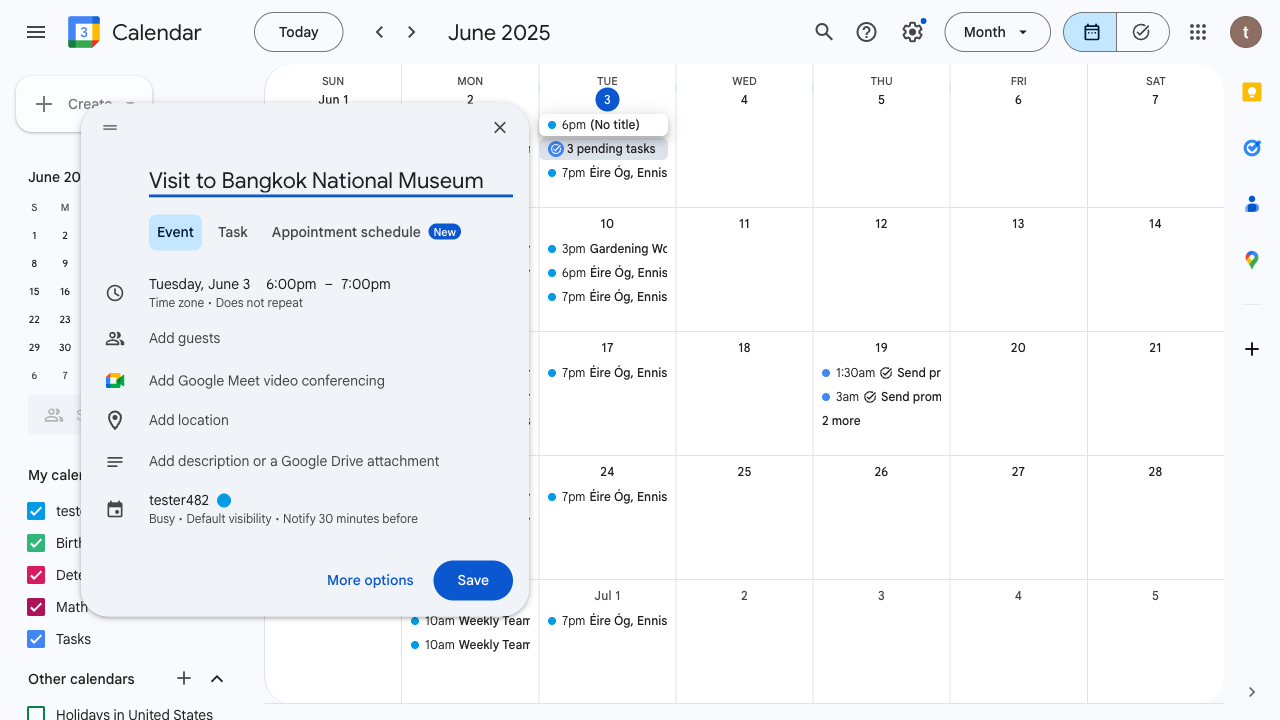 3 Calendar Today June 2025 Month t
Create
June 20
S M
1 2
8 9
15 16
22 23
29 30
6 7
My calen
Birth
Math
Tasks
Other calendars
Holidays in United States
Visit to Bangkok National Museum
Event Task Appointment schedule New
Tuesday, June 3 6:00pm – 7:00pm
Time zone • Does not repeat
Add guests
Add Google Meet video conferencing
Add location
Add description or a Google Drive attachment
tester482
Busy • Default visibility • Notify 30 minutes before
More options Save
SUN MON TUE WED THU FRI SAT
Jun 1 2 3 4 5 6 7
6pm (No title)
3 pending tasks
7pm Éire Óg, Ennis
10 11 12 13 14
3pm Gardening Wo
6pm Éire Óg, Ennis
7pm Éire Óg, Ennis
17 18 19 20 21
7pm Éire Óg, Ennis
1:30am Send pr
3am Send prom
2 more
24 25 26 27 28
7pm Éire Óg, Ennis
Jul 1 2 3 4 5
10am Weekly Team
10am Weekly Team
7pm Éire Óg, Ennis